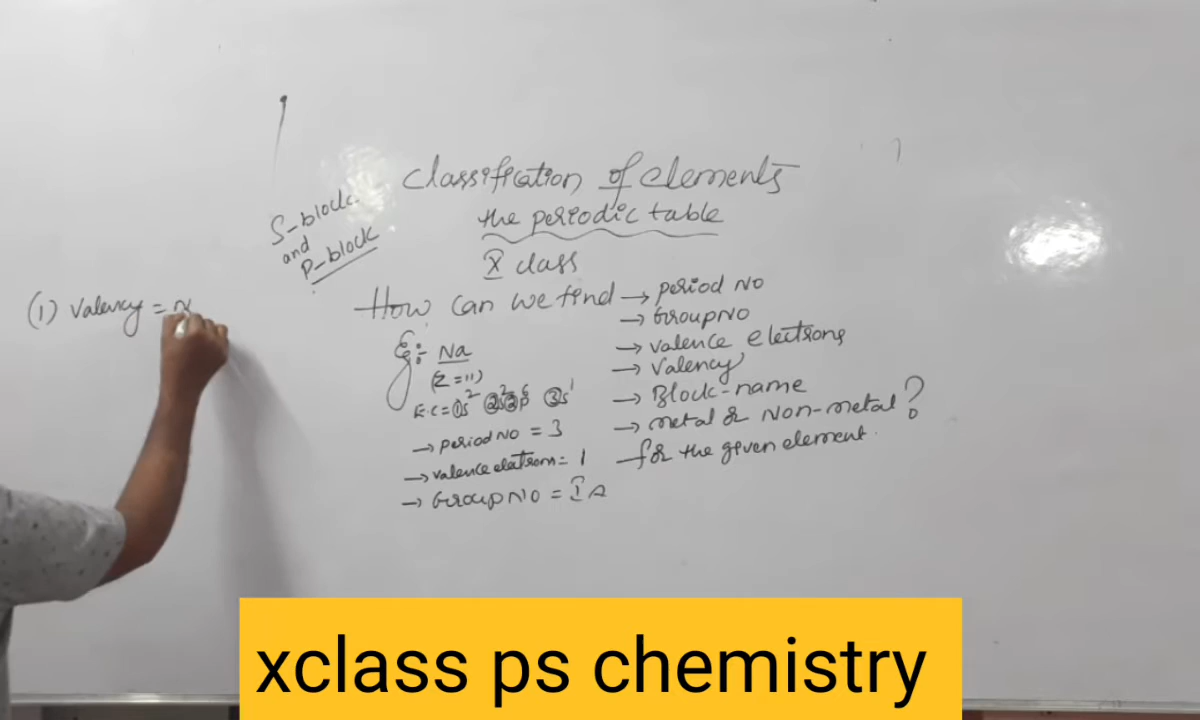 Classification of elements
the periodic table
X class
S-block
and
P-block
How can we find → period No
→ Group No
→ valence electrons
→ Valency
→ Block-name
→ metal & Non-metal?
for the given element.
Eg:- Na
(Z = 11)
E.C = 1s² 2s² 2p⁶ 3s¹
→ period No = 3
→ valence electrons = 1
→ Group No = I A
(1) Valency =
xclass ps chemistry